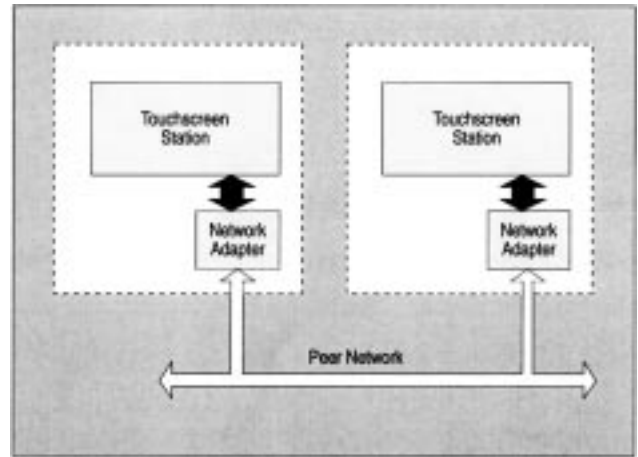 Touchscreen
Station
Touchscreen
Station
Network
Adapter
Network
Adapter
Peer Network